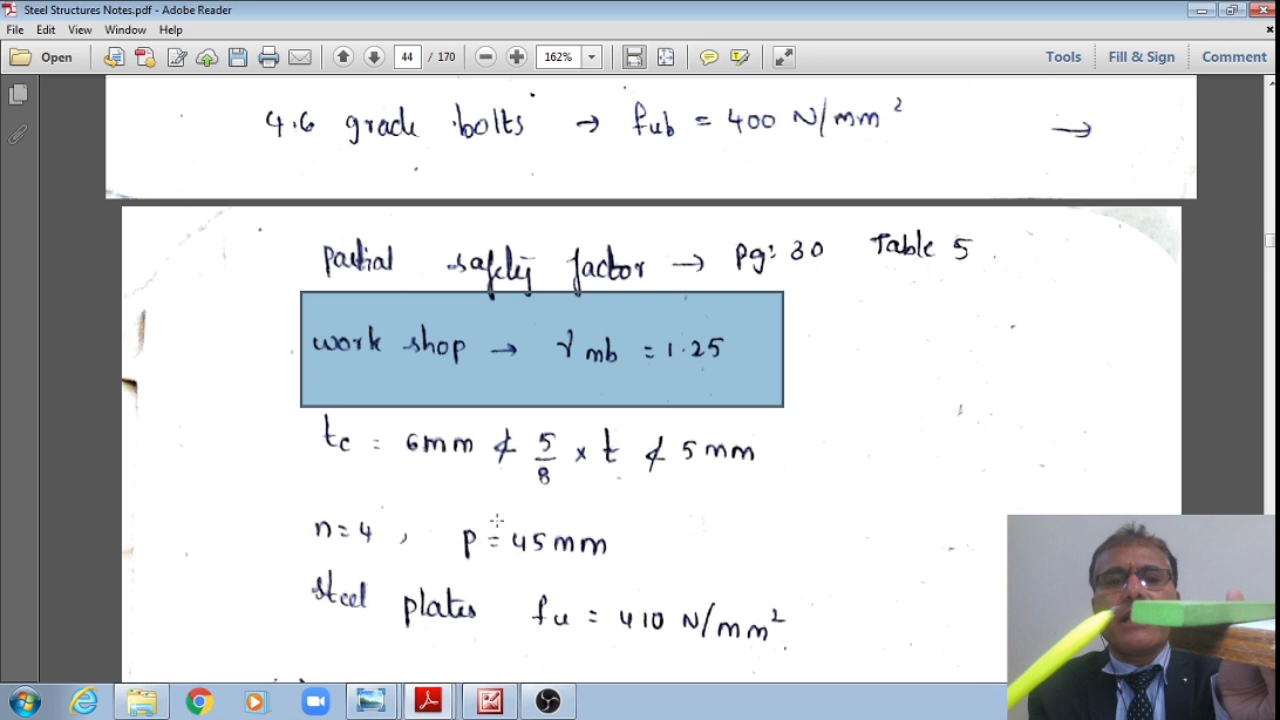 Steel Structures Notes.pdf - Adobe Reader
File Edit View Window Help
Open 44 / 170 162% Tools Fill & Sign Comment
4.6 grade bolts → fub = 400 N/mm²
→
partial safety factor → pg: 30 Table 5
work shop → γmb = 1.25
tc = 6mm ≮ 5/8 × t ≮ 5mm
n=4, p=45mm
steel plates fu = 410 N/mm²